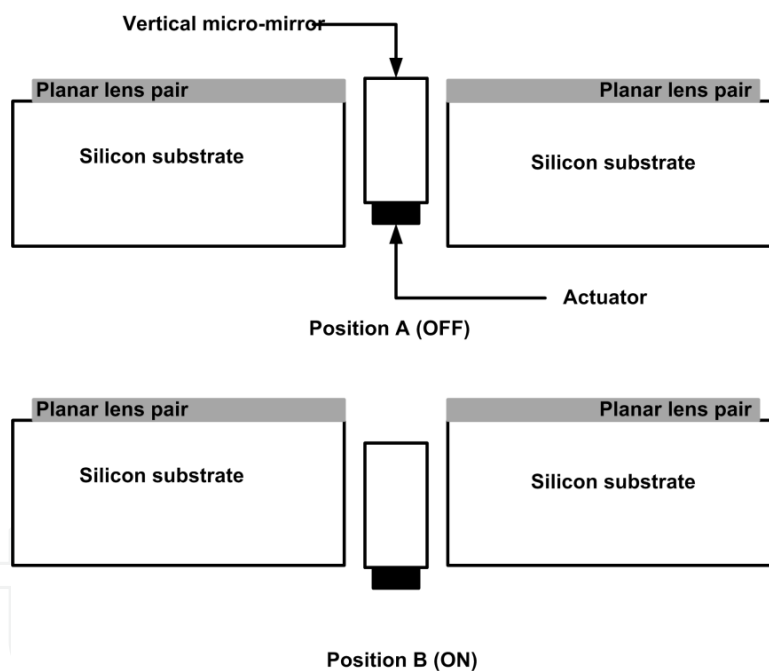 Vertical micro-mirror
Planar lens pair
Planar lens pair
Silicon substrate
Silicon substrate
Actuator
Position A (OFF)
Planar lens pair
Planar lens pair
Silicon substrate
Silicon substrate
Position B (ON)